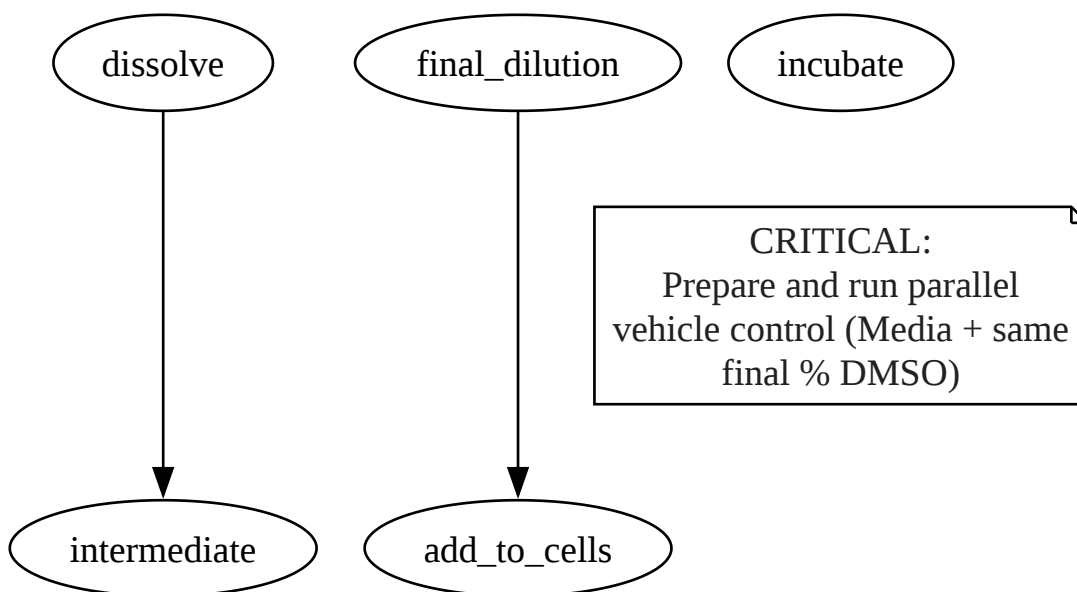 dissolve
final_dilution
incubate
CRITICAL:
Prepare and run parallel
vehicle control (Media + same
final % DMSO)
intermediate
add_to_cells